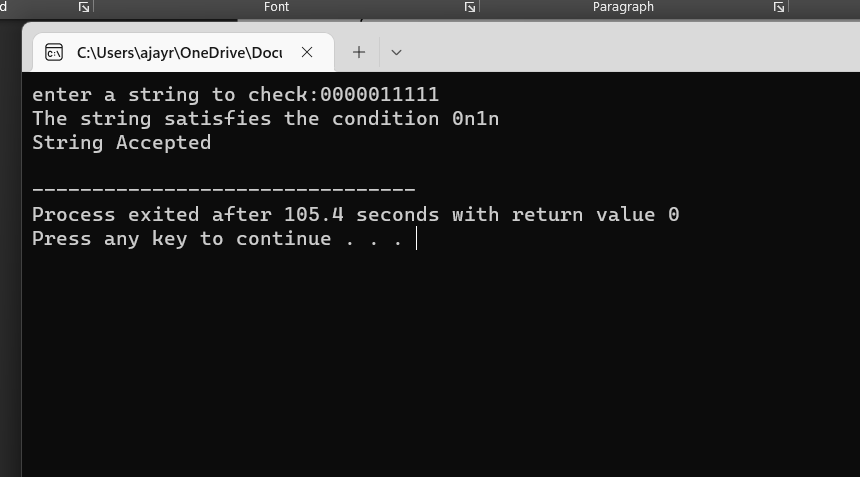 d
Font
Paragraph
C:\Users\ajayr\OneDrive\Docu
enter a string to check:0000011111
The string satisfies the condition 0n1n
String Accepted
--------------------------------
Process exited after 105.4 seconds with return value 0
Press any key to continue . . .